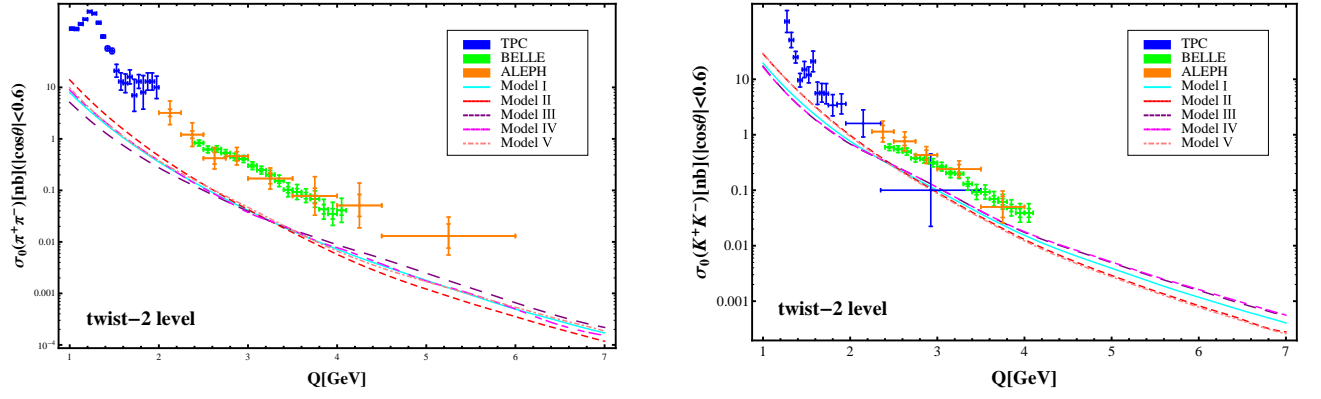 σ₀(π⁺π⁻)[nb](|cosθ|<0.6)
10
1
0.1
0.01
0.001
10⁻⁴
TPC
BELLE
ALEPH
Model I
Model II
Model III
Model IV
Model V
twist−2 level
1 2 3 4 5 6 7
Q[GeV]
σ₀(K⁺K⁻)[nb](|cosθ|<0.6)
10
1
0.1
0.01
0.001
TPC
BELLE
ALEPH
Model I
Model II
Model III
Model IV
Model V
twist−2 level
1 2 3 4 5 6 7
Q[GeV]